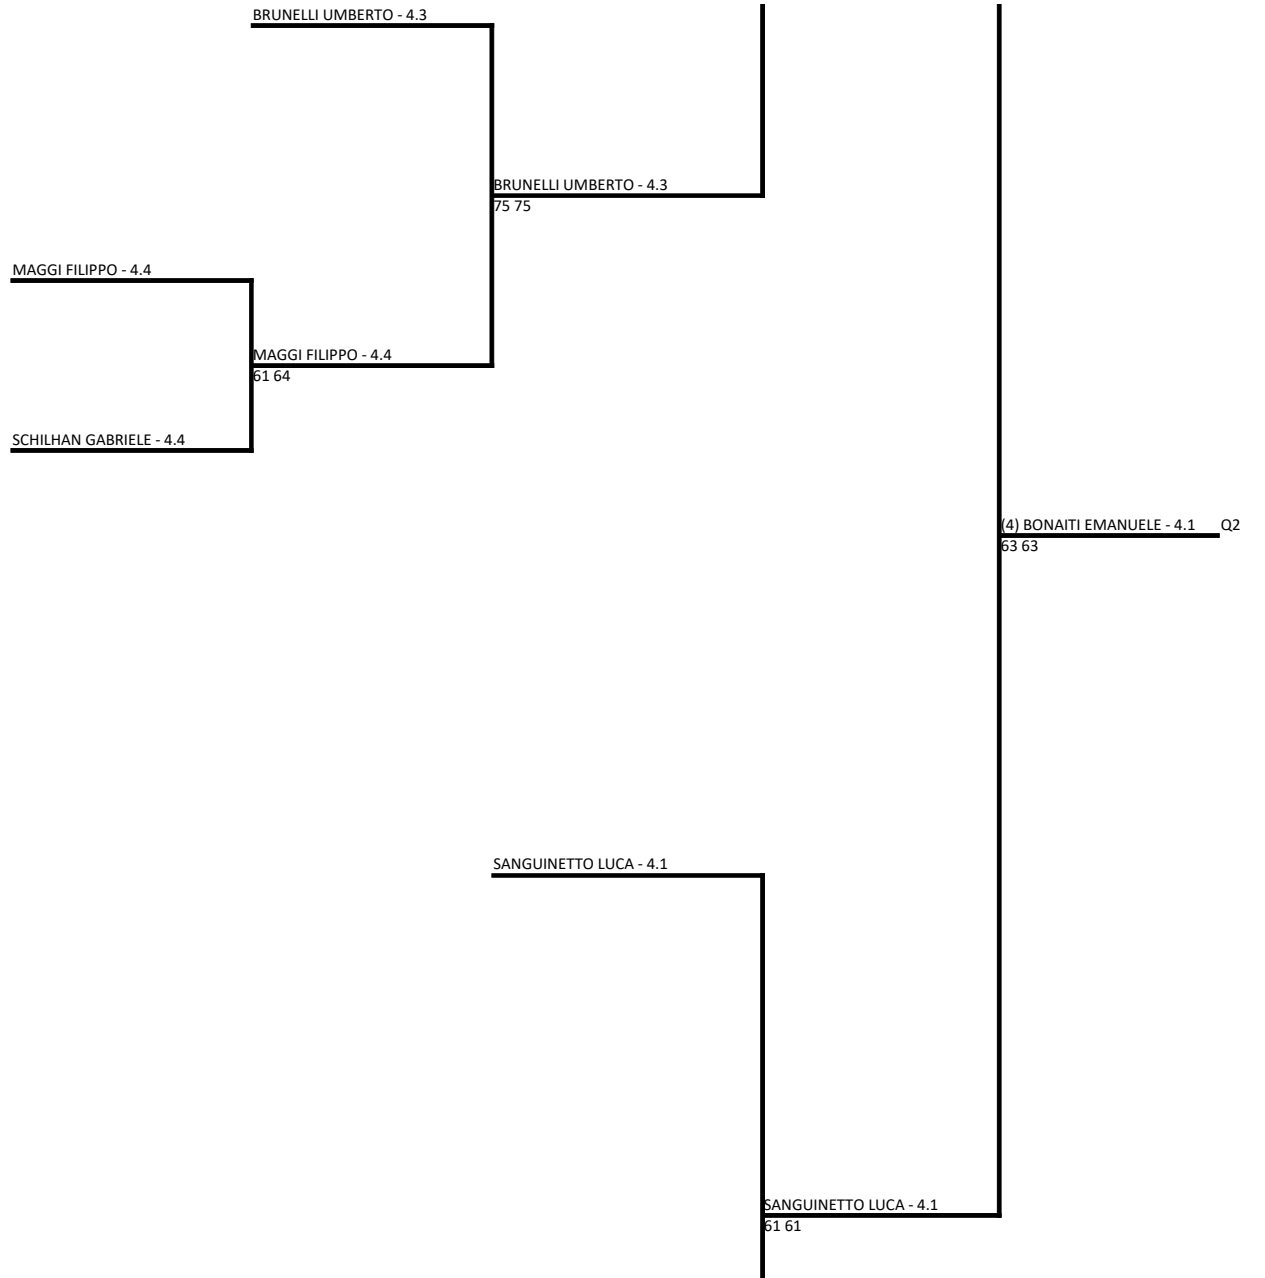 BRUNELLI UMBERTO - 4.3
BRUNELLI UMBERTO - 4.3
75 75
MAGGI FILIPPO - 4.4
MAGGI FILIPPO - 4.4
61 64
SCHILHAN GABRIELE - 4.4
(4) BONAITI EMANUELE - 4.1 Q2
63 63
SANGUINETTO LUCA - 4.1
SANGUINETTO LUCA - 4.1
61 61